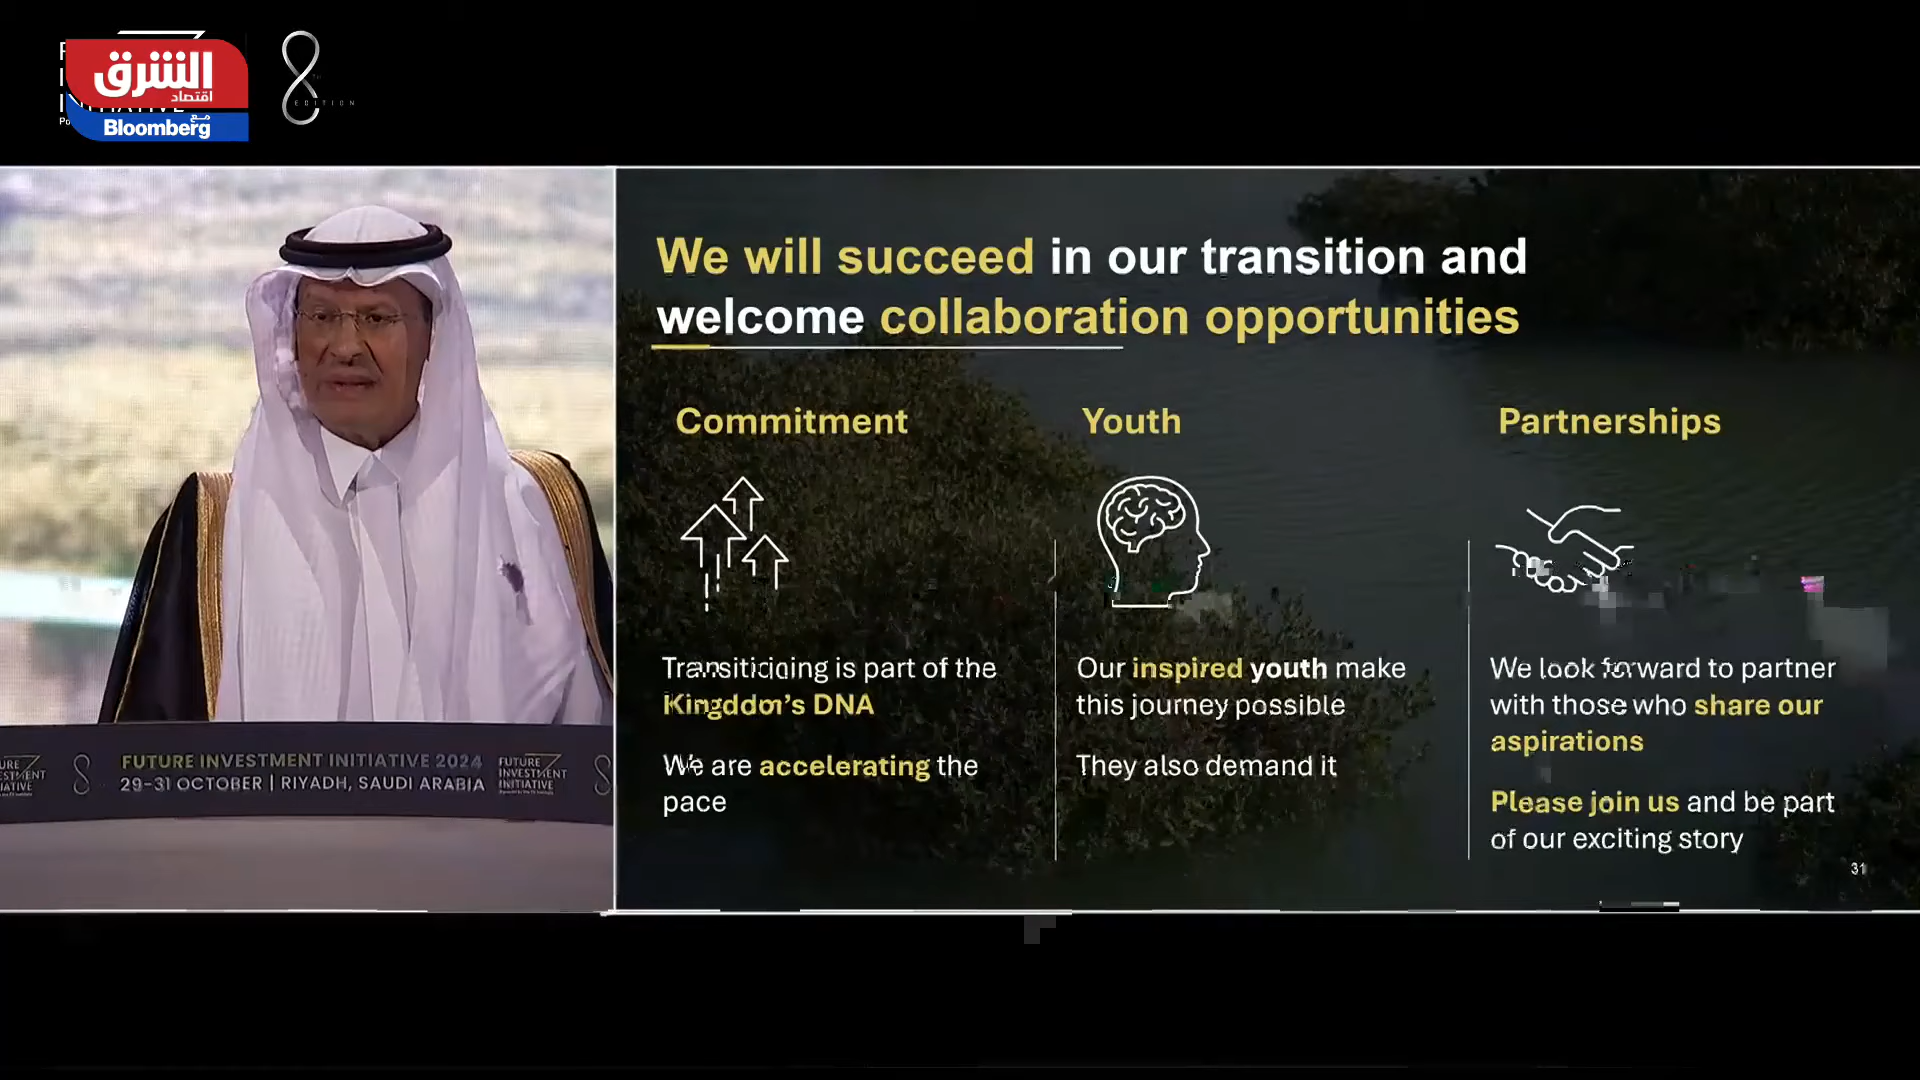 الشرق
اقتصاد
مع
Bloomberg
8
TH
EDITION
We will succeed in our transition and
welcome collaboration opportunities
Commitment
Youth
Partnerships
Transitioning is part of the
Kingdom's DNA
We are accelerating the
pace
Our inspired youth make
this journey possible
They also demand it
We look forward to partner
with those who share our
aspirations
Please join us and be part
of our exciting story
31
FUTURE INVESTMENT INITIATIVE 2024
29-31 OCTOBER | RIYADH, SAUDI ARABIA
FUTURE
INVESTMENT
INITIATIVE